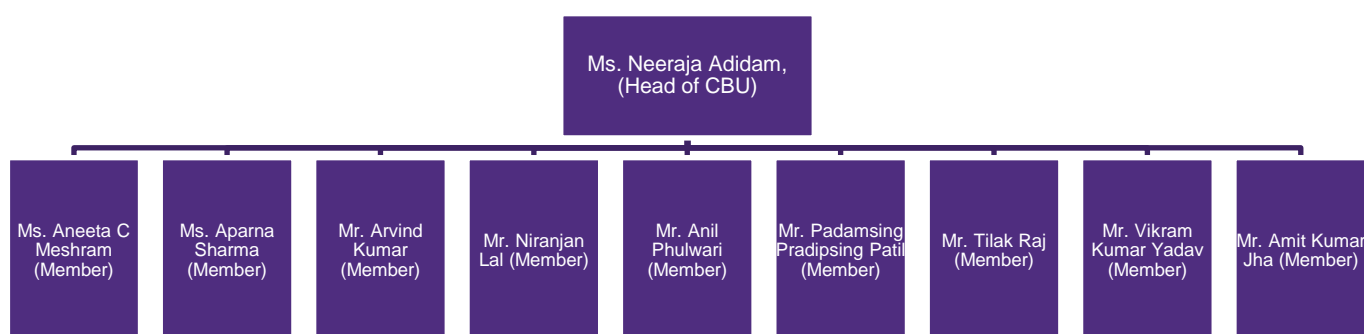 Ms. Neeraja Adidam,
(Head of CBU)
Ms. Aneeta C
Meshram
(Member)
Ms. Aparna
Sharma
(Member)
Mr. Arvind
Kumar
(Member)
Mr. Niranjan
Lal (Member)
Mr. Anil
Phulwari
(Member)
Mr. Padamsing
Pradipsing Patil
(Member)
Mr. Tilak Raj
(Member)
Mr. Vikram
Kumar Yadav
(Member)
Mr. Amit Kumar
Jha (Member)